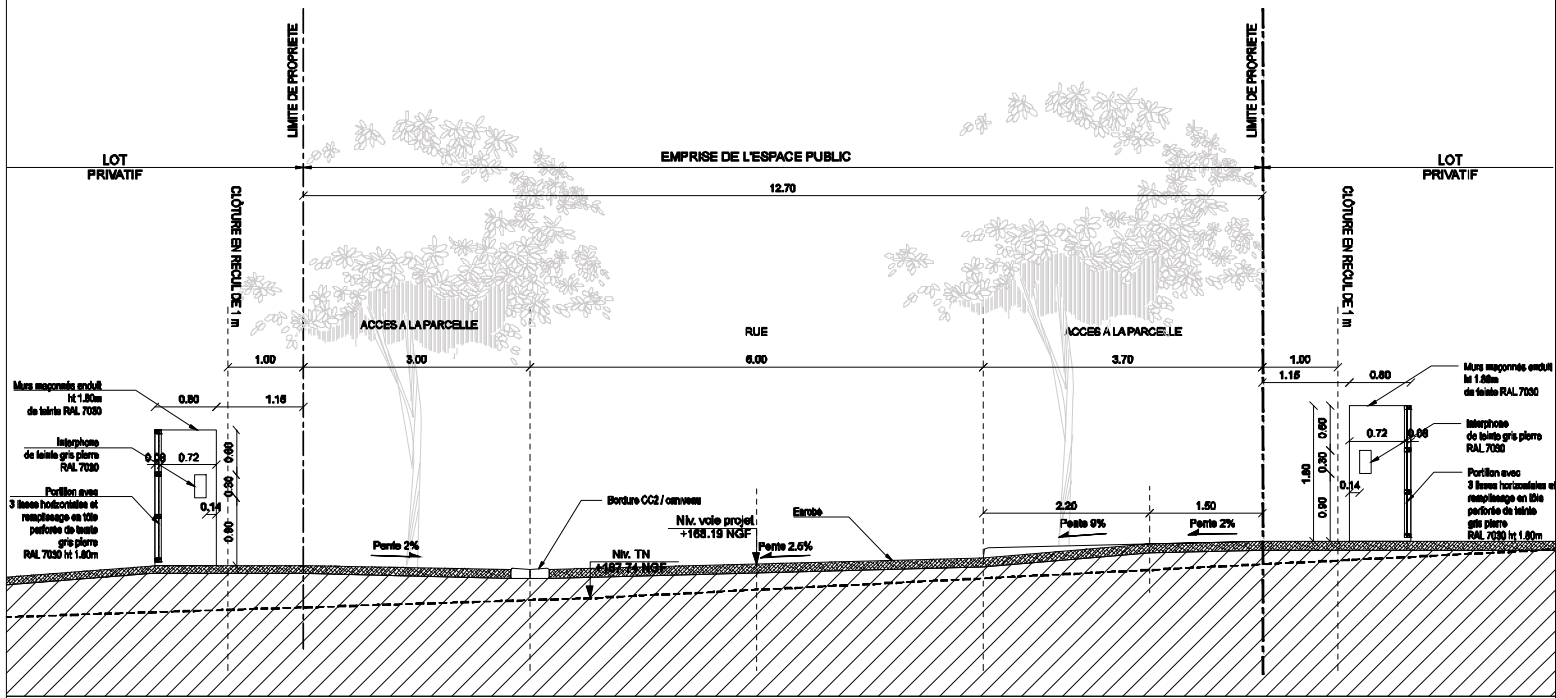 LIMITE DE PROPRIETE
LIMITE DE PROPRIETE
LOT
PRIVATIF
EMPRISE DE L'ESPACE PUBLIC
LOT
PRIVATIF
12.70
CLÔTURE EN RECUL DE 1 m
CLÔTURE EN RECUL DE 1 m
ACCES A LA PARCELLE
RUE
ACCES A LA PARCELLE
1.00
3.00
6.00
3.70
1.00
Murs maçonnés enduit
ht 1.80m
de teinte RAL 7030
0.80
1.15
Interphone
de teinte gris pierre
RAL 7030
0.08
0.72
0.60
0.30
0.90
0.14
Portillon avec
3 lisses horizontales et
remplissage en tôle
perforée de teinte
gris pierre
RAL 7030 ht 1.80m
Pente 2%
Bordure CC2 / caniveau
Niv. TN
+167.74 NGF
Niv. voie projet
+168.19 NGF
Pente 2.5%
Enrobé
2.20
1.50
Pente 9%
Pente 2%
1.15
0.80
Murs maçonnés enduit
ht 1.80m
de teinte RAL 7030
1.80
0.60
0.30
0.90
0.72
0.08
0.14
Interphone
de teinte gris pierre
RAL 7030
Portillon avec
3 lisses horizontales et
remplissage en tôle
perforée de teinte
gris pierre
RAL 7030 ht 1.80m